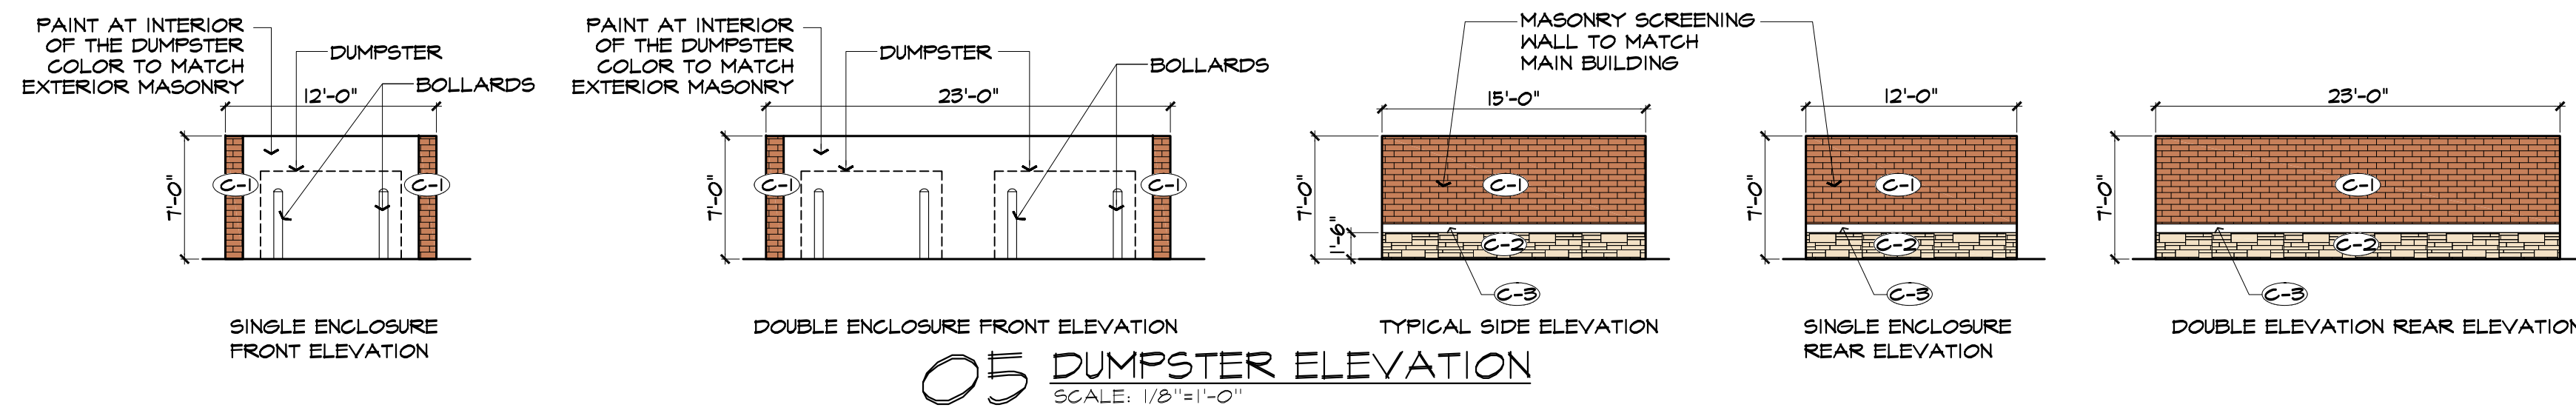 PAINT AT INTERIOR
OF THE DUMPSTER
COLOR TO MATCH
EXTERIOR MASONRY
DUMPSTER
BOLLARDS
12'-0"
7'-0"
C-1
C-1
SINGLE ENCLOSURE
FRONT ELEVATION
PAINT AT INTERIOR
OF THE DUMPSTER
COLOR TO MATCH
EXTERIOR MASONRY
DUMPSTER
BOLLARDS
23'-0"
7'-0"
C-1
C-1
DOUBLE ENCLOSURE FRONT ELEVATION
MASONRY SCREENING
WALL TO MATCH
MAIN BUILDING
15'-0"
7'-0"
1'-6"
C-1
C-2
C-3
TYPICAL SIDE ELEVATION
12'-0"
7'-0"
C-1
C-2
C-3
SINGLE ENCLOSURE
REAR ELEVATION
23'-0"
7'-0"
C-1
C-2
C-3
DOUBLE ELEVATION REAR ELEVATION
05 DUMPSTER ELEVATION
SCALE: 1/8"=1'-0"